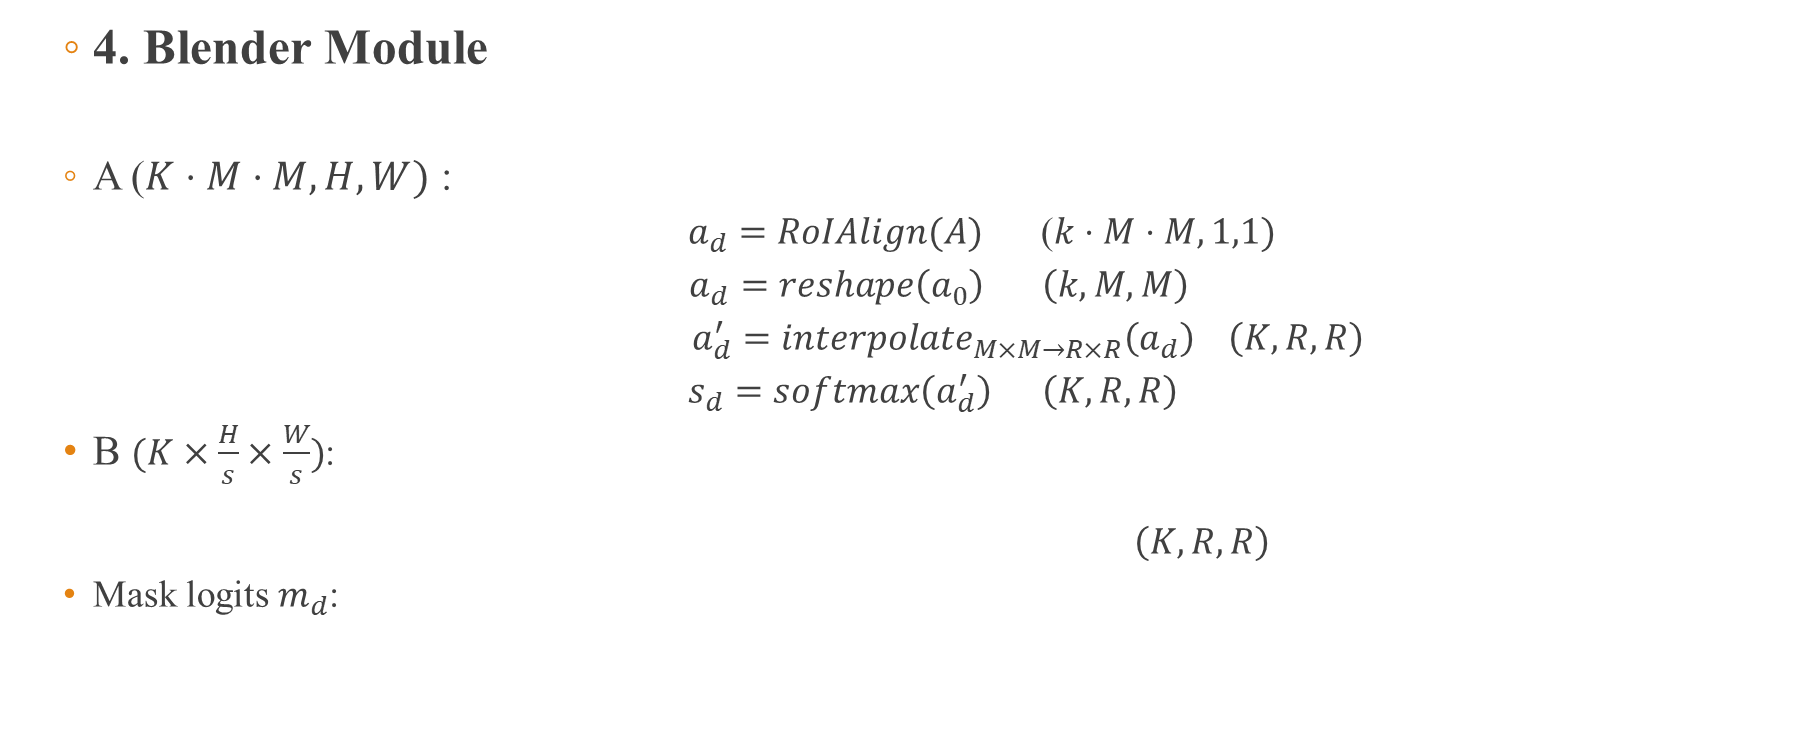 4. Blender Module
A (K · M · M, H, W) :
a_d = RoIAlign(A) (k · M · M, 1,1)
a_d = reshape(a_0) (k, M, M)
a′_d = interpolate_{M×M→R×R}(a_d) (K, R, R)
s_d = softmax(a′_d) (K, R, R)
B (K × H/s × W/s):
(K, R, R)
Mask logits m_d: